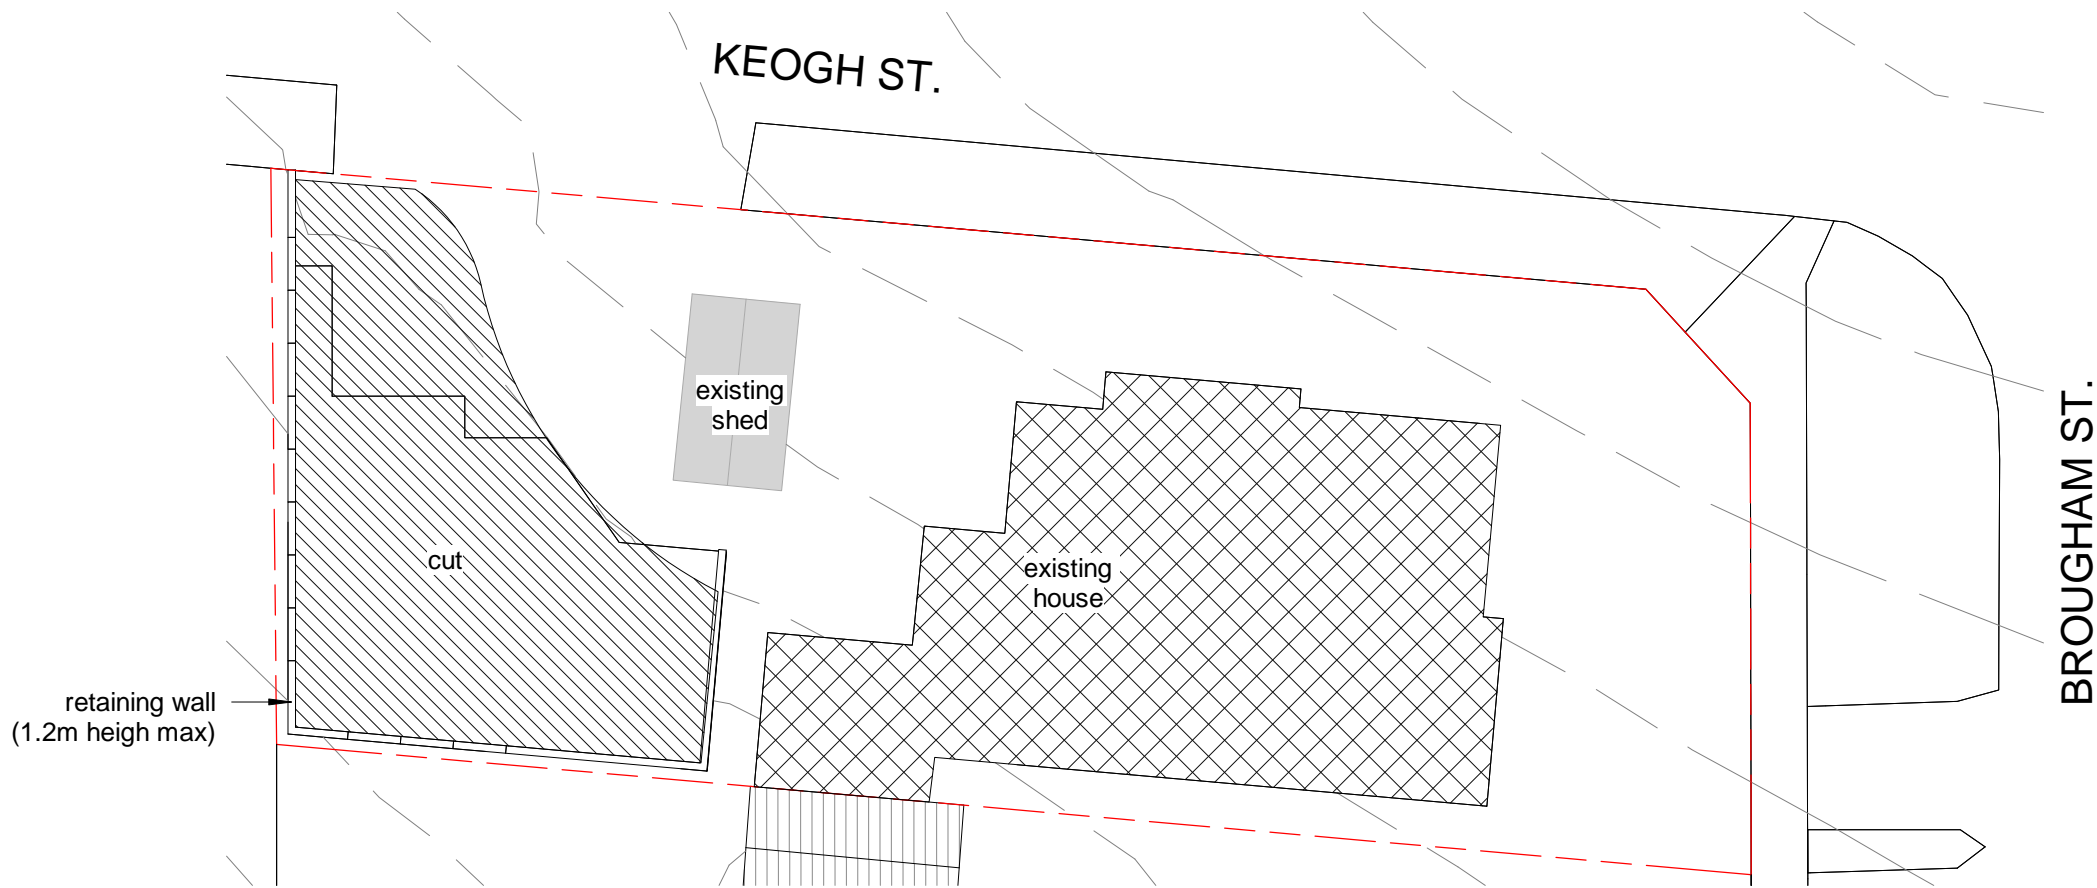 KEOGH ST.
existing
shed
cut
existing
house
BROUGHAM ST.
retaining wall
(1.2m heigh max)